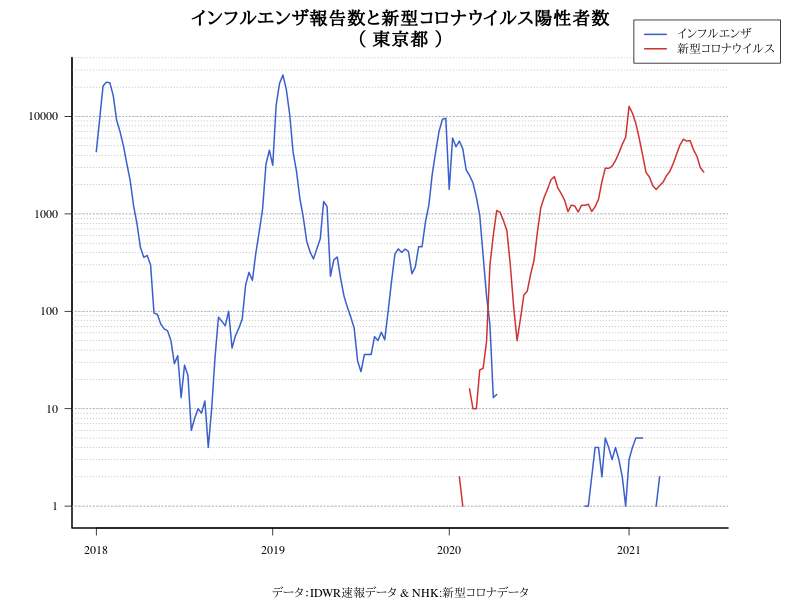 インフルエンザ報告数と新型コロナウイルス陽性者数
（ 東京都 ）
インフルエンザ
新型コロナウイルス
10000
1000
100
10
1
2018 2019 2020 2021
データ：IDWR速報データ & NHK:新型コロナデータ